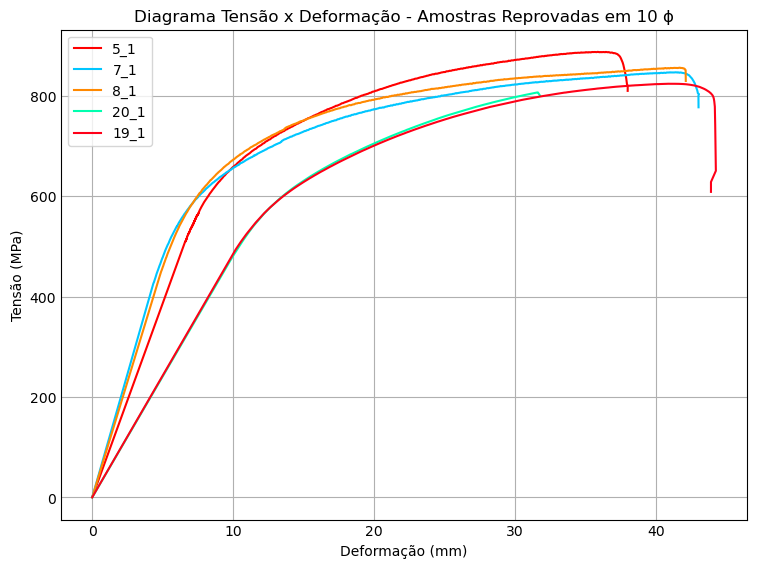 Diagrama Tensão x Deformação - Amostras Reprovadas em 10 ϕ
5_1
7_1
8_1
20_1
19_1
800
600
400
200
0
Tensão (MPa)
0 10 20 30 40
Deformação (mm)